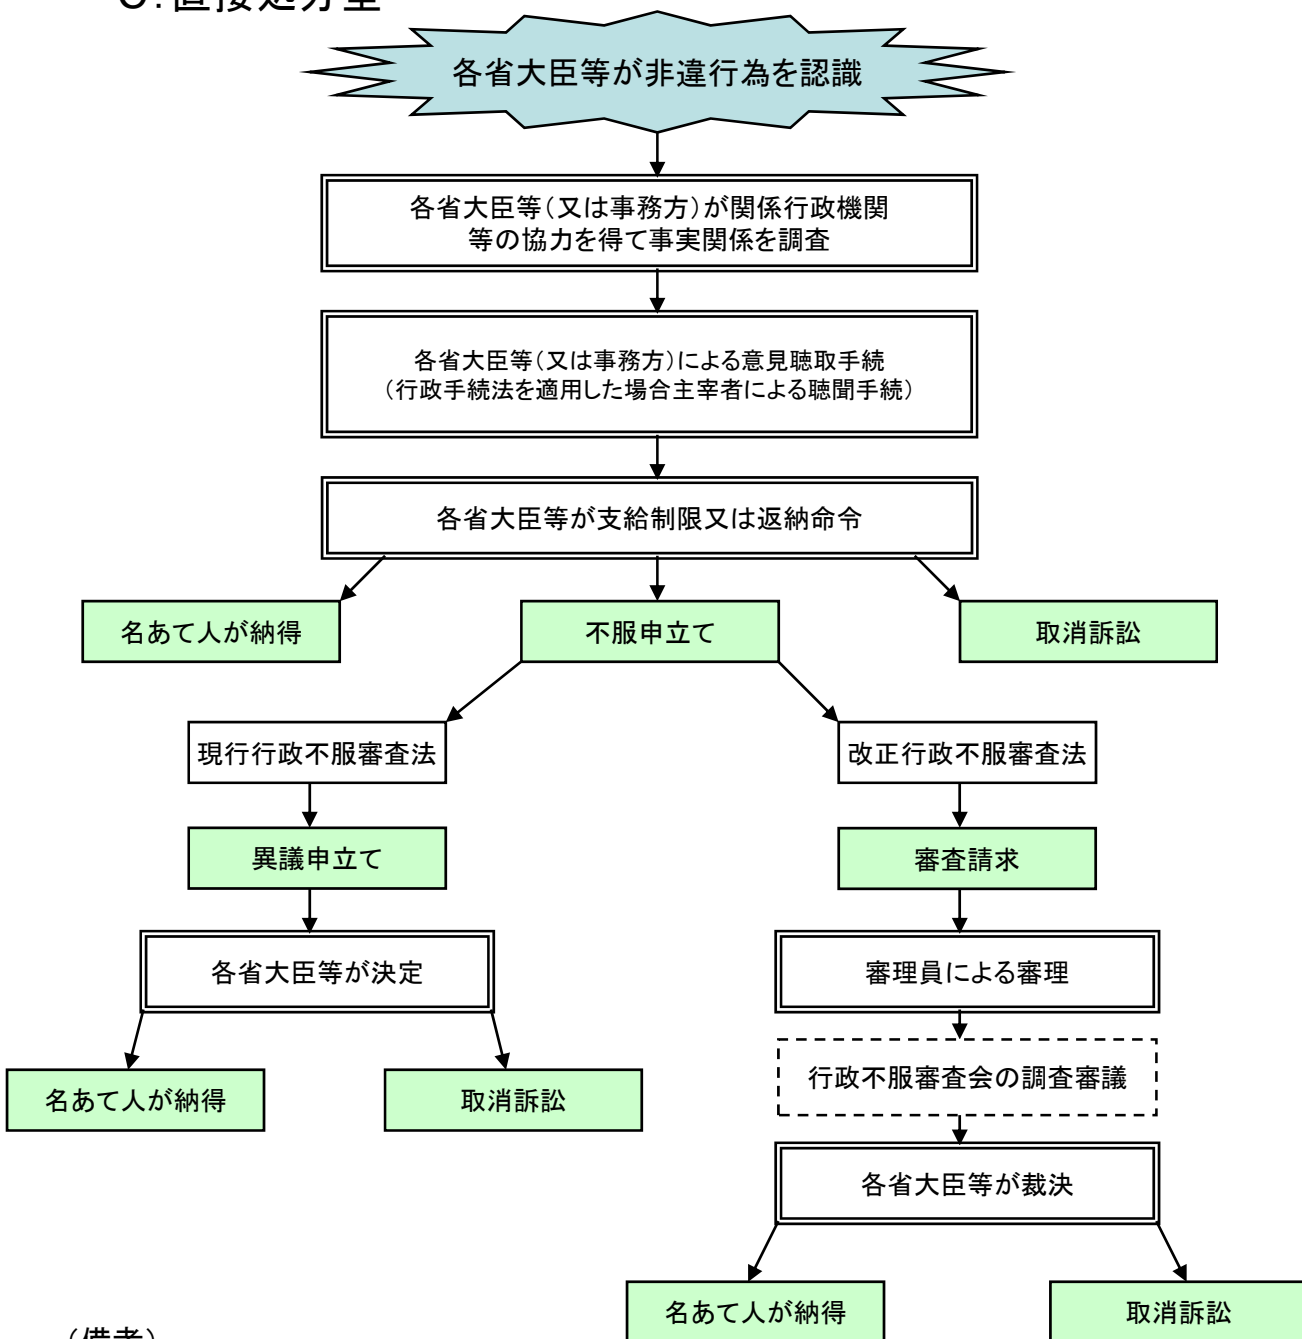 C.直接処分型
各省大臣等が非違行為を認識
各省大臣等(又は事務方)が関係行政機関
等の協力を得て事実関係を調査
各省大臣等(又は事務方)による意見聴取手続
(行政手続法を適用した場合主宰者による聴聞手続)
各省大臣等が支給制限又は返納命令
名あて人が納得
不服申立て
取消訴訟
現行行政不服審査法
改正行政不服審査法
異議申立て
審査請求
各省大臣等が決定
審理員による審理
行政不服審査会の調査審議
名あて人が納得
取消訴訟
各省大臣等が裁決
名あて人が納得
取消訴訟
(備考)